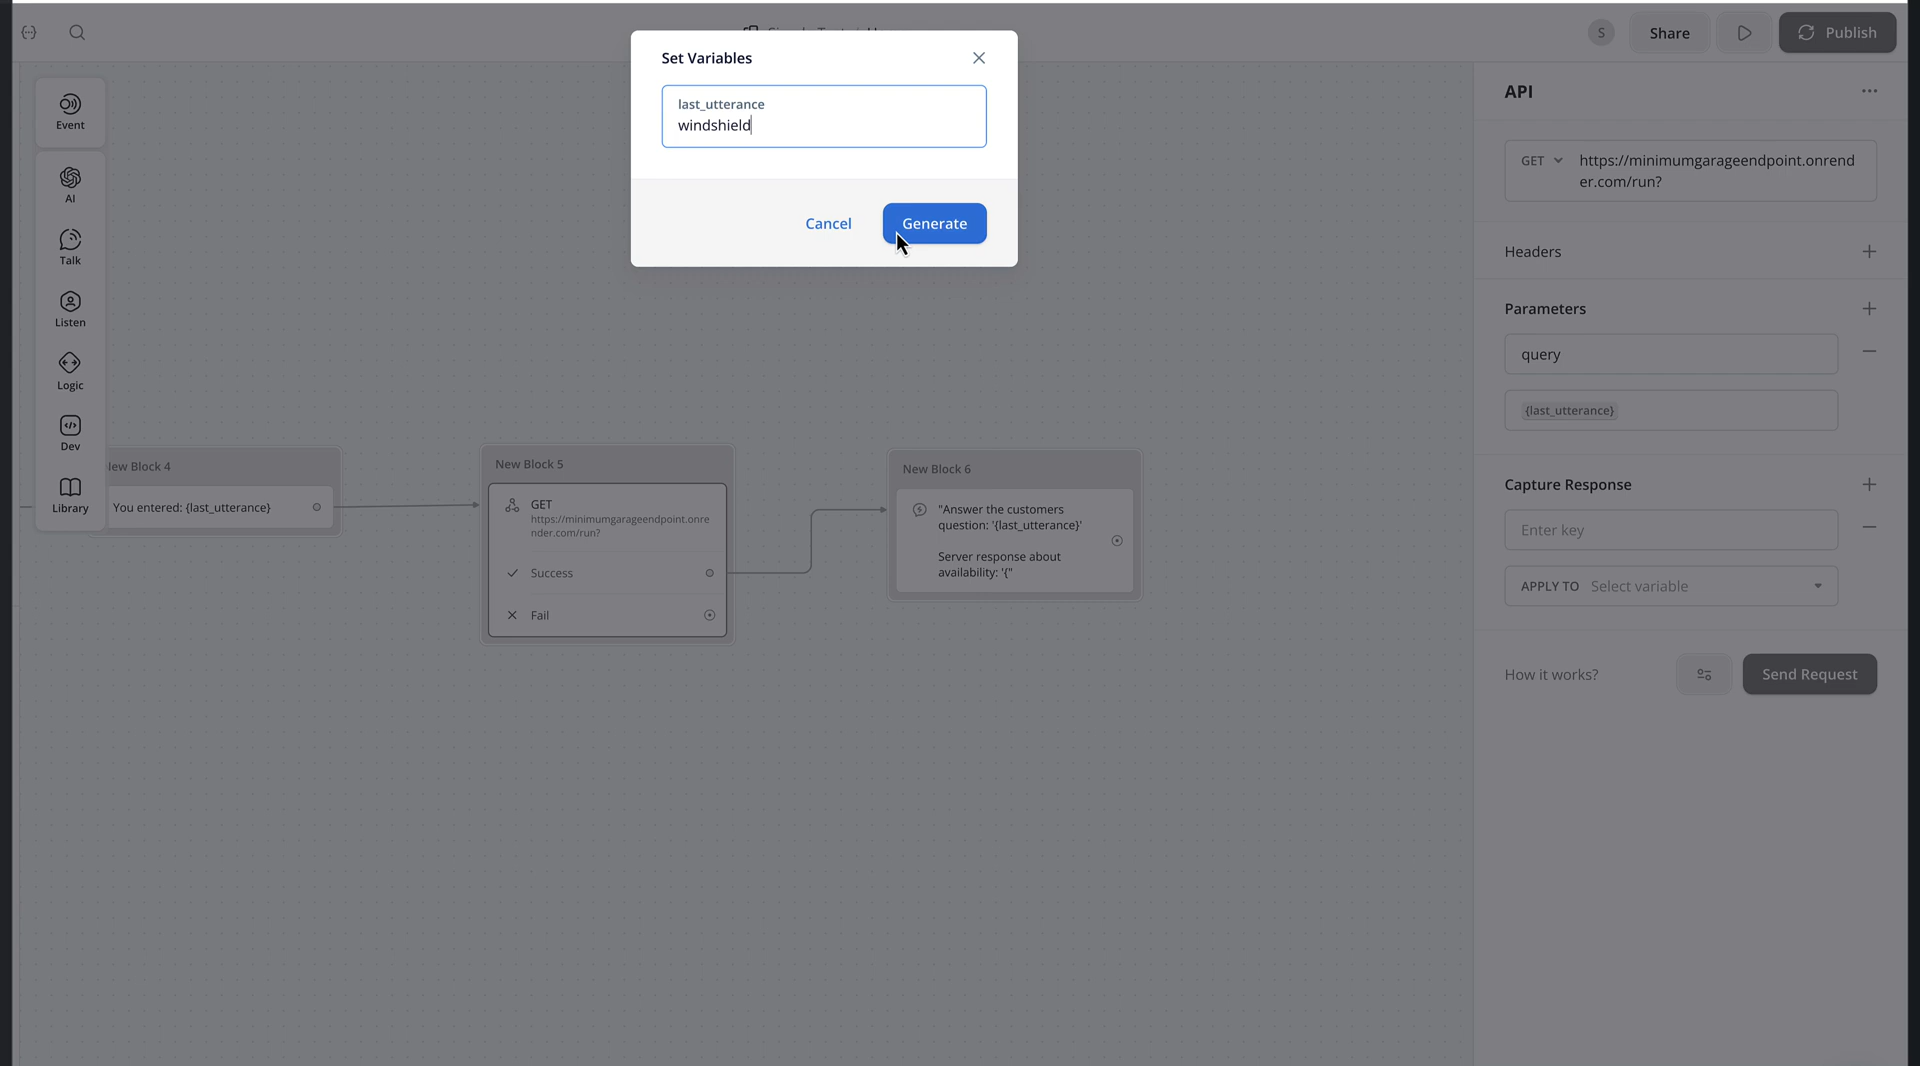 Set Variables
last_utterance
windshield
Cancel
Generate
S
Share
Publish
Event
AI
Talk
Listen
Logic
Dev
Library
New Block 4
You entered: {last_utterance}
New Block 5
GET
https://minimumgarageendpoint.onre
nder.com/run?
Success
Fail
New Block 6
"Answer the customers
question: '{last_utterance}'
Server response about
availability: '{"
API
GET
https://minimumgarageendpoint.onrend
er.com/run?
Headers
Parameters
query
{last_utterance}
Capture Response
Enter key
APPLY TO Select variable
How it works?
Send Request